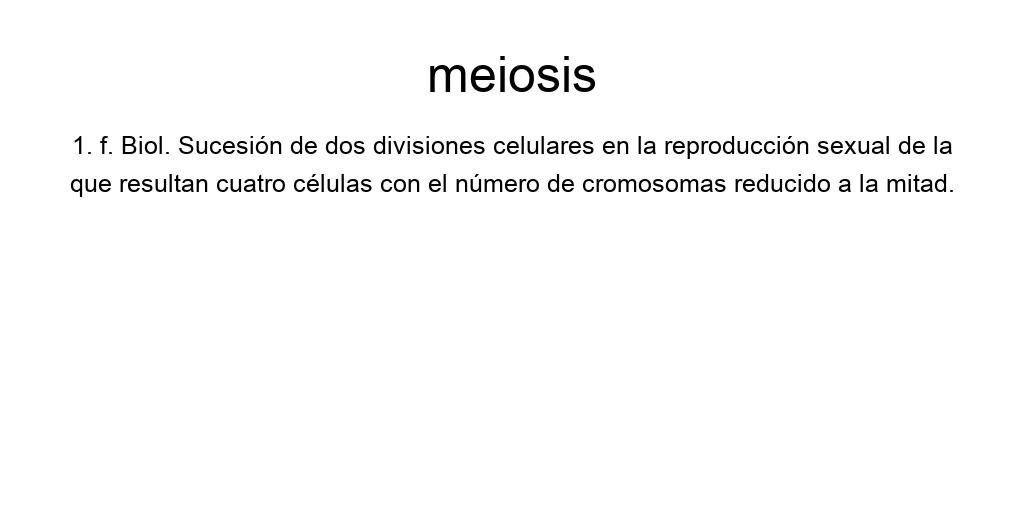 meiosis
1. f. Biol. Sucesión de dos divisiones celulares en la reproducción sexual de la
que resultan cuatro células con el número de cromosomas reducido a la mitad.